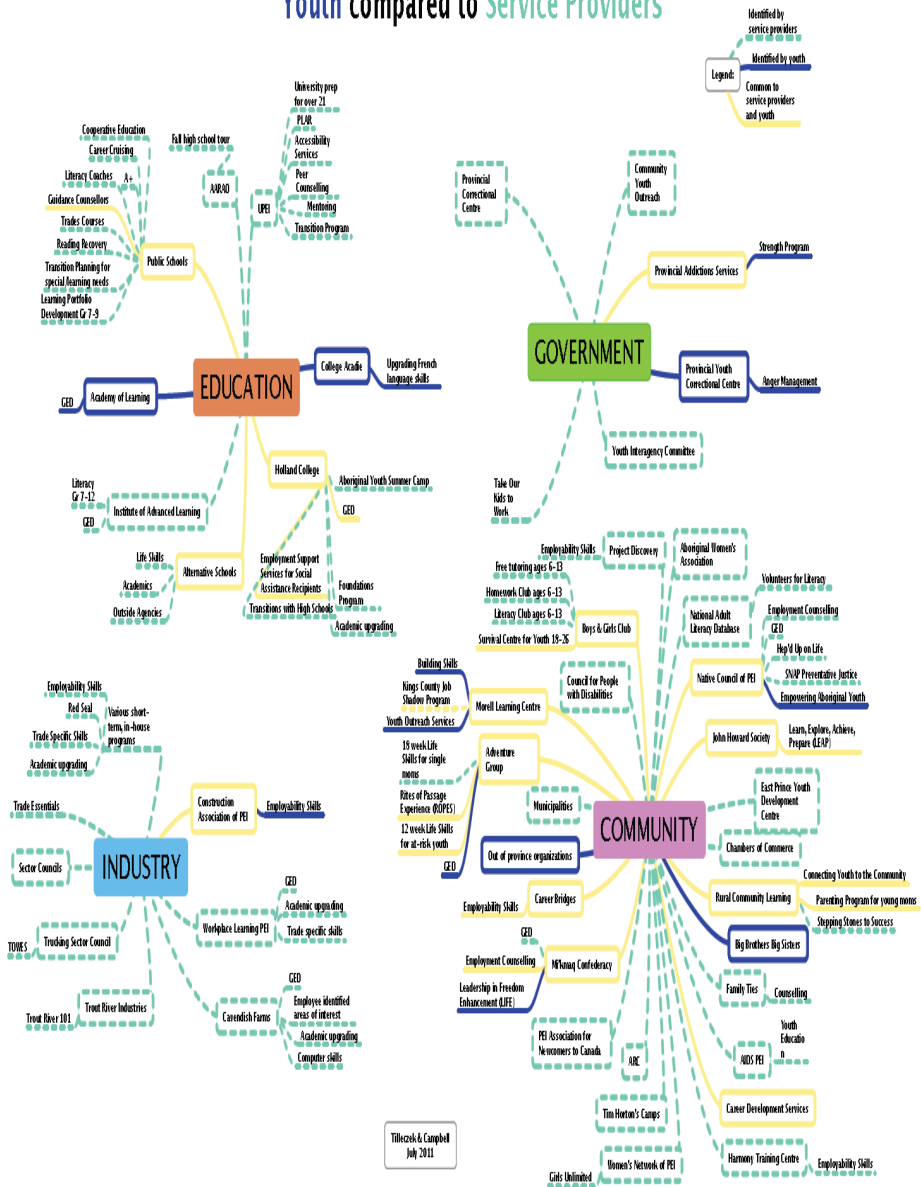 Youth compared to Service Providers
Legend:
Identified by
service providers
Identified by youth
Common to
service providers
and youth
EDUCATION
Public Schools
Cooperative Education
Career Cruising
Literacy Coaches
A+
Guidance Counsellors
Trades Courses
Reading Recovery
Transition Planning for
special/learning needs
Learning Portfolio
Development Gr 7-9
Fall high school tour
AARAO
UPEI
University prep
for over 21
PLAR
Accessibility
Services
Peer
Counselling
Mentoring
Transition Program
College Acadie
Upgrading French
language skills
Academy of Learning
GED
Holland College
Aboriginal Youth Summer Camp
GED
Foundations
Program
Academic upgrading
Employment Support
Services for Social
Assistance Recipients
Transitions with High Schools
Institute of Advanced Learning
Literacy
Gr 7-12
GED
Alternative Schools
Life Skills
Academics
Outside Agencies
GOVERNMENT
Provincial
Correctional
Centre
Community
Youth
Outreach
Provincial Addictions Services
Strength Program
Provincial Youth
Correctional Centre
Anger Management
Youth Interagency Committee
Take Our
Kids to
Work
INDUSTRY
Various short-
term, in-house
programs
Employability Skills
Red Seal
Trade Specific Skills
Academic upgrading
Construction
Association of PEI
Employability Skills
Trade Essentials
Sector Councils
Trucking Sector Council
TOWES
Trout River Industries
Trout River 101
Workplace Learning PEI
GED
Academic upgrading
Trade specific skills
Cavendish Farms
GED
Employee identified
areas of interest
Academic upgrading
Computer skills
COMMUNITY
Project Discovery
Employability Skills
Boys & Girls Club
Free tutoring ages 6-13
Homework Club ages 6-13
Literacy Club ages 6-13
Survival Centre for Youth 18-26
Council for People
with Disabilities
Morell Learning Centre
Building Skills
Kings County Job
Shadow Program
Youth Outreach Services
Adventure
Group
18 week Life
Skills for single
moms
Rites of Passage
Experience (ROPES)
12 week Life Skills
for at-risk youth
GED
Municipalities
Out of province organizations
Career Bridges
Employability Skills
Mi'kmaq Confederacy
GED
Employment Counselling
Leadership in Freedom
Enhancement (LIFE)
PEI Association for
Newcomers to Canada
ARC
Tim Horton's Camps
Women's Network of PEI
Girls Unlimited
Aboriginal Women's
Association
National Adult
Literacy Database
Native Council of PEI
Volunteers for Literacy
Employment Counselling
GED
Hep'd Up on Life
SNAP Preventative Justice
Empowering Aboriginal Youth
John Howard Society
Learn, Explore, Achieve,
Prepare (LEAP)
East Prince Youth
Development
Centre
Chambers of Commerce
Rural Community Learning
Connecting Youth to the Community
Parenting Program for young moms
Stepping Stones to Success
Big Brothers Big Sisters
Family Ties
Counselling
AIDS PEI
Youth
Educatio
n
Career Development Services
Harmony Training Centre
Employability Skills
Tilleczek & Campbell
July 2011